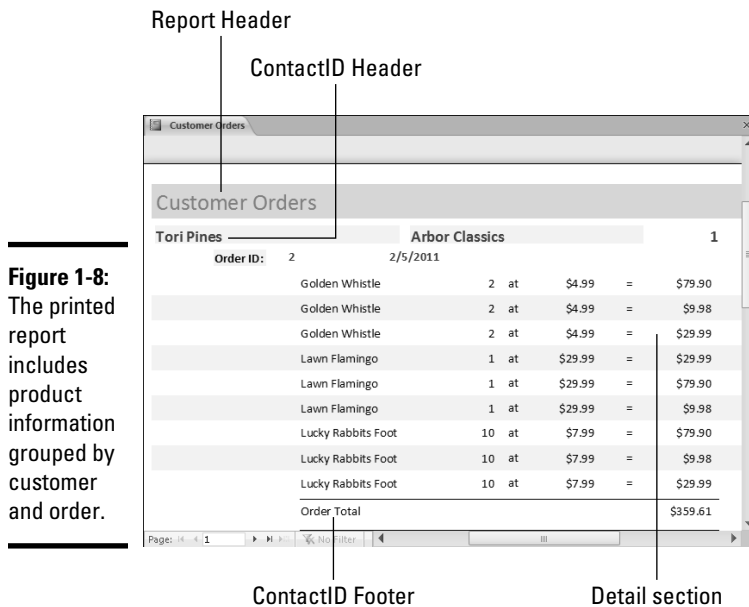 Report Header
ContactID Header
Customer Orders
Customer Orders
Tori Pines Arbor Classics 1
Order ID: 2 2/5/2011
Golden Whistle 2 at $4.99 = $79.90
Golden Whistle 2 at $4.99 = $9.98
Golden Whistle 2 at $4.99 = $29.99
Lawn Flamingo 1 at $29.99 = $29.99
Lawn Flamingo 1 at $29.99 = $79.90
Lawn Flamingo 1 at $29.99 = $9.98
Lucky Rabbits Foot 10 at $7.99 = $79.90
Lucky Rabbits Foot 10 at $7.99 = $9.98
Lucky Rabbits Foot 10 at $7.99 = $29.99
Order Total $359.61
Page: 1 No Filter
ContactID Footer
Detail section
Figure 1-8:
The printed
report
includes
product
information
grouped by
customer
and order.